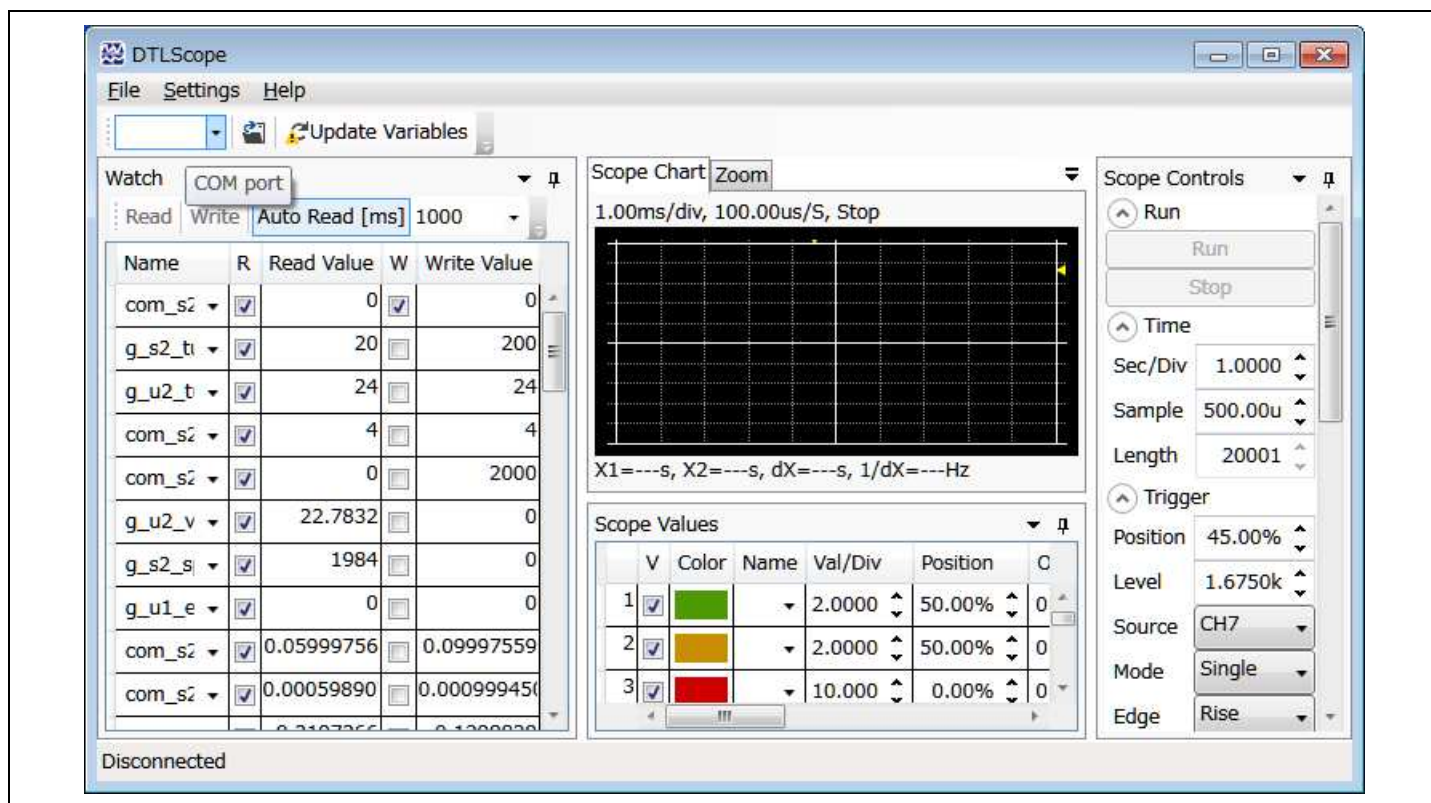 DTLScope
File Settings Help
Update Variables
COM port
Watch
Read Write Auto Read [ms] 1000
Name R Read Value W Write Value
com_s2 0 0
g_s2_tu 20 200
g_u2_t 24 24
com_s2 4 4
com_s2 0 2000
g_u2_v 22.7832 0
g_s2_s 1984 0
g_u1_e 0 0
com_s2 0.05999756 0.09997559
com_s2 0.00059890 0.00099945
Scope Chart Zoom
1.00ms/div, 100.00us/S, Stop
X1=---s, X2=---s, dX=---s, 1/dX=---Hz
Scope Values
V Color Name Val/Div Position
1 2.0000 50.00% 0
2 2.0000 50.00% 0
3 10.000 0.00% 0
Scope Controls
Run
Run
Stop
Time
Sec/Div 1.0000
Sample 500.00u
Length 20001
Trigger
Position 45.00%
Level 1.6750k
Source CH7
Mode Single
Edge Rise
Disconnected